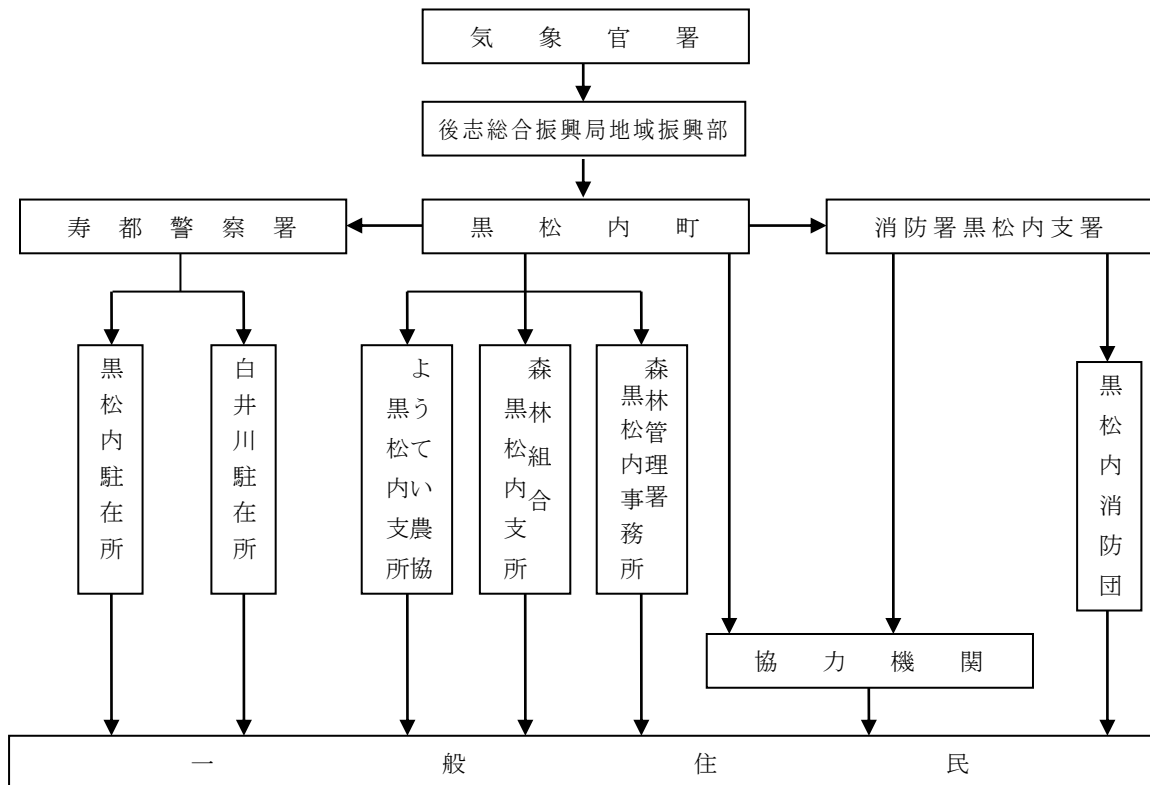 気象官署
後志総合振興局地域振興部
寿都警察署
黒松内町
消防署黒松内支署
黒松内駐在所
白井川駐在所
ようてい農協
黒松内支所
森林組合
黒松内支所
森林管理署
黒松内事務所
黒松内消防団
協力機関
一般住民